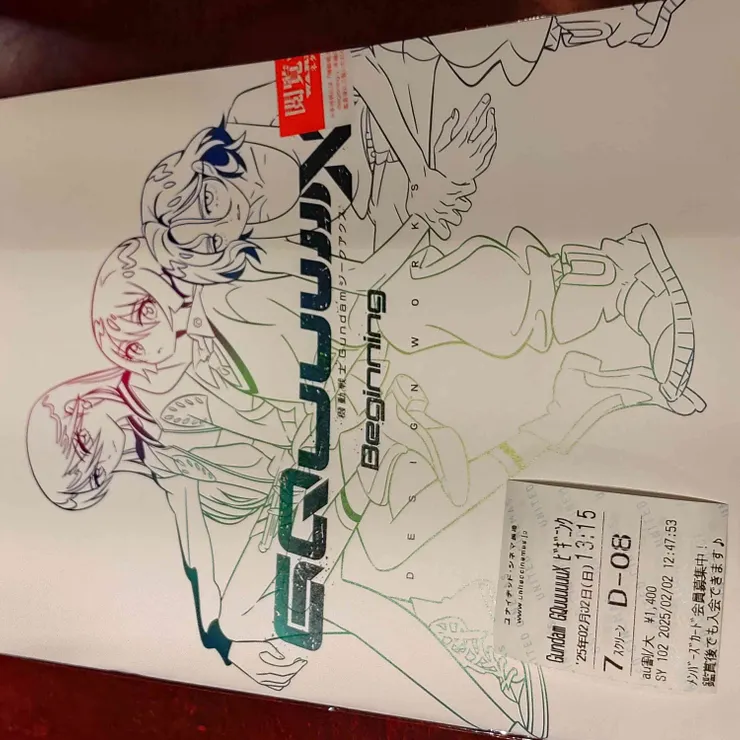 閲覧
GQuuuuuuX
機動戦士Gundam ジークアクス
Beginning
DESIGN WORKS
ユナイテッド・シネマ
www.unitedcinemas.jp
Gundam GQuuuuuuX ビギニング
'25年02月02日(日) 13:15
7スクリーン D-08
au割/大 ¥1,400
SY 102 2025/02/02 12:47:53
メンバーズカード会員募集中!
鑑賞後でも入会できます♪
UNITED